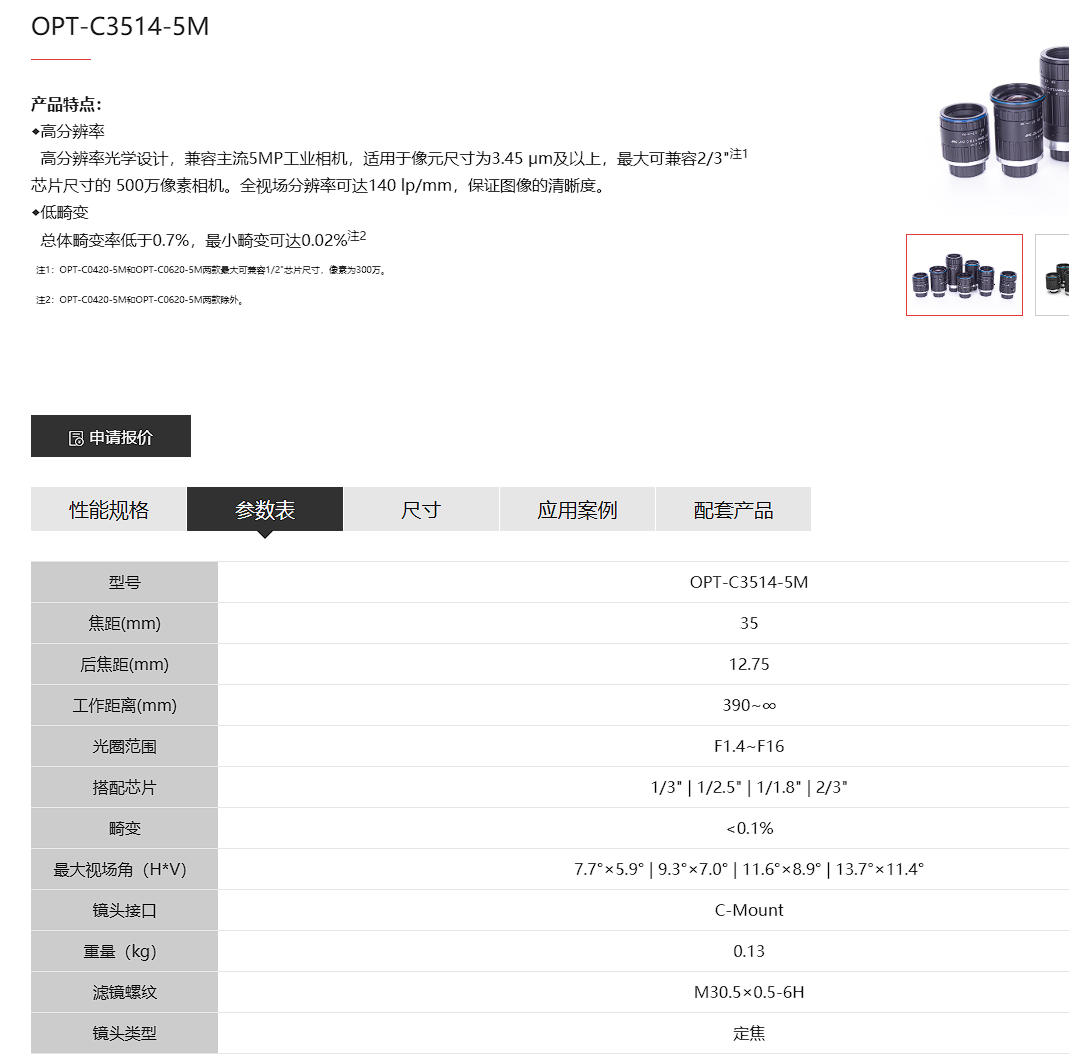 OPT-C3514-5M
产品特点：
◆高分辨率
高分辨率光学设计，兼容主流5MP工业相机，适用于像元尺寸为3.45 μm及以上，最大可兼容2/3"注1
芯片尺寸的 500万像素相机。全视场分辨率可达140 lp/mm，保证图像的清晰度。
◆低畸变
总体畸变率低于0.7%，最小畸变可达0.02%注2
注1：OPT-C0420-5M和OPT-C0620-5M两款最大可兼容1/2"芯片尺寸，像素为300万。
注2：OPT-C0420-5M和OPT-C0620-5M两款除外。
申请报价
性能规格 参数表 尺寸 应用案例 配套产品
型号 OPT-C3514-5M
焦距(mm) 35
后焦距(mm) 12.75
工作距离(mm) 390~∞
光圈范围 F1.4~F16
搭配芯片 1/3" | 1/2.5" | 1/1.8" | 2/3"
畸变 <0.1%
最大视场角（H*V） 7.7°×5.9° | 9.3°×7.0° | 11.6°×8.9° | 13.7°×11.4°
镜头接口 C-Mount
重量（kg） 0.13
滤镜螺纹 M30.5×0.5-6H
镜头类型 定焦